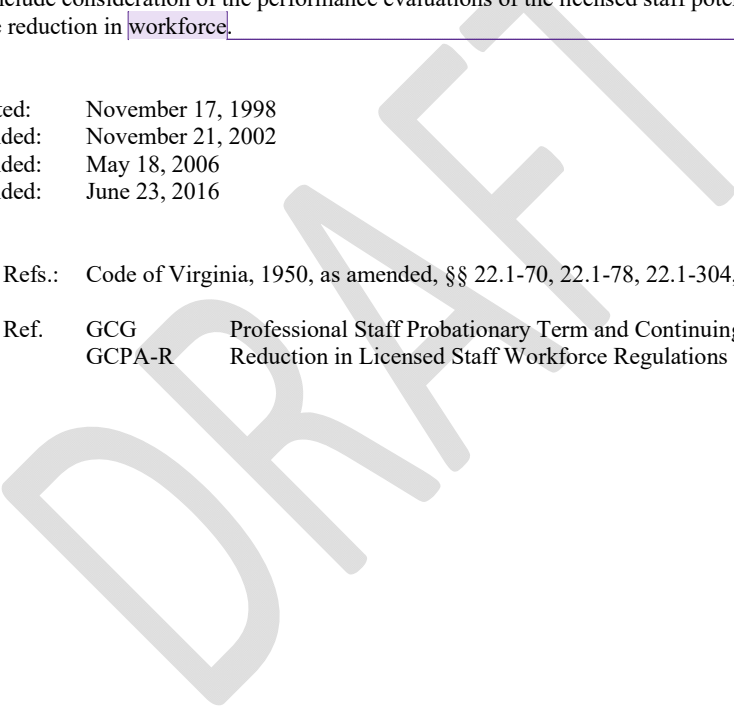 nclude consideration of the performance evaluations of the licensed staff
e reduction in workforce.
ted: November 17, 1998
ded: November 21, 2002
ded: May 18, 2006
ded: June 23, 2016
Refs.: Code of Virginia, 1950, as amended, §§ 22.1-70, 22.1-78, 22.1-304,
Ref. GCG Professional Staff Probationary Term and Continuing
GCPA-R Reduction in Licensed Staff Workforce Regulations
DRAFT